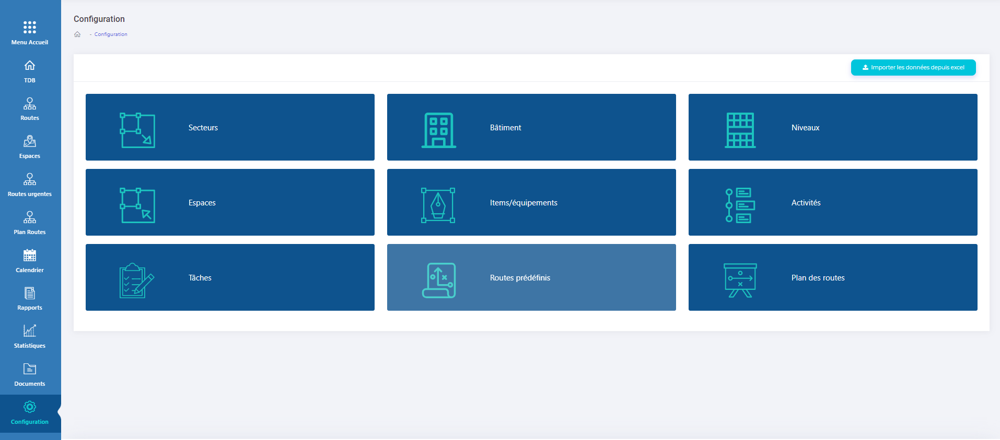 Menu Accueil
TDB
Routes
Espaces
Routes urgentes
Plan Routes
Calendrier
Rapports
Statistiques
Documents
Configuration
Configuration
- Configuration
Importer les données depuis excel
Secteurs
Bâtiment
Niveaux
Espaces
Items/équipements
Activités
Tâches
Routes prédéfinis
Plan des routes